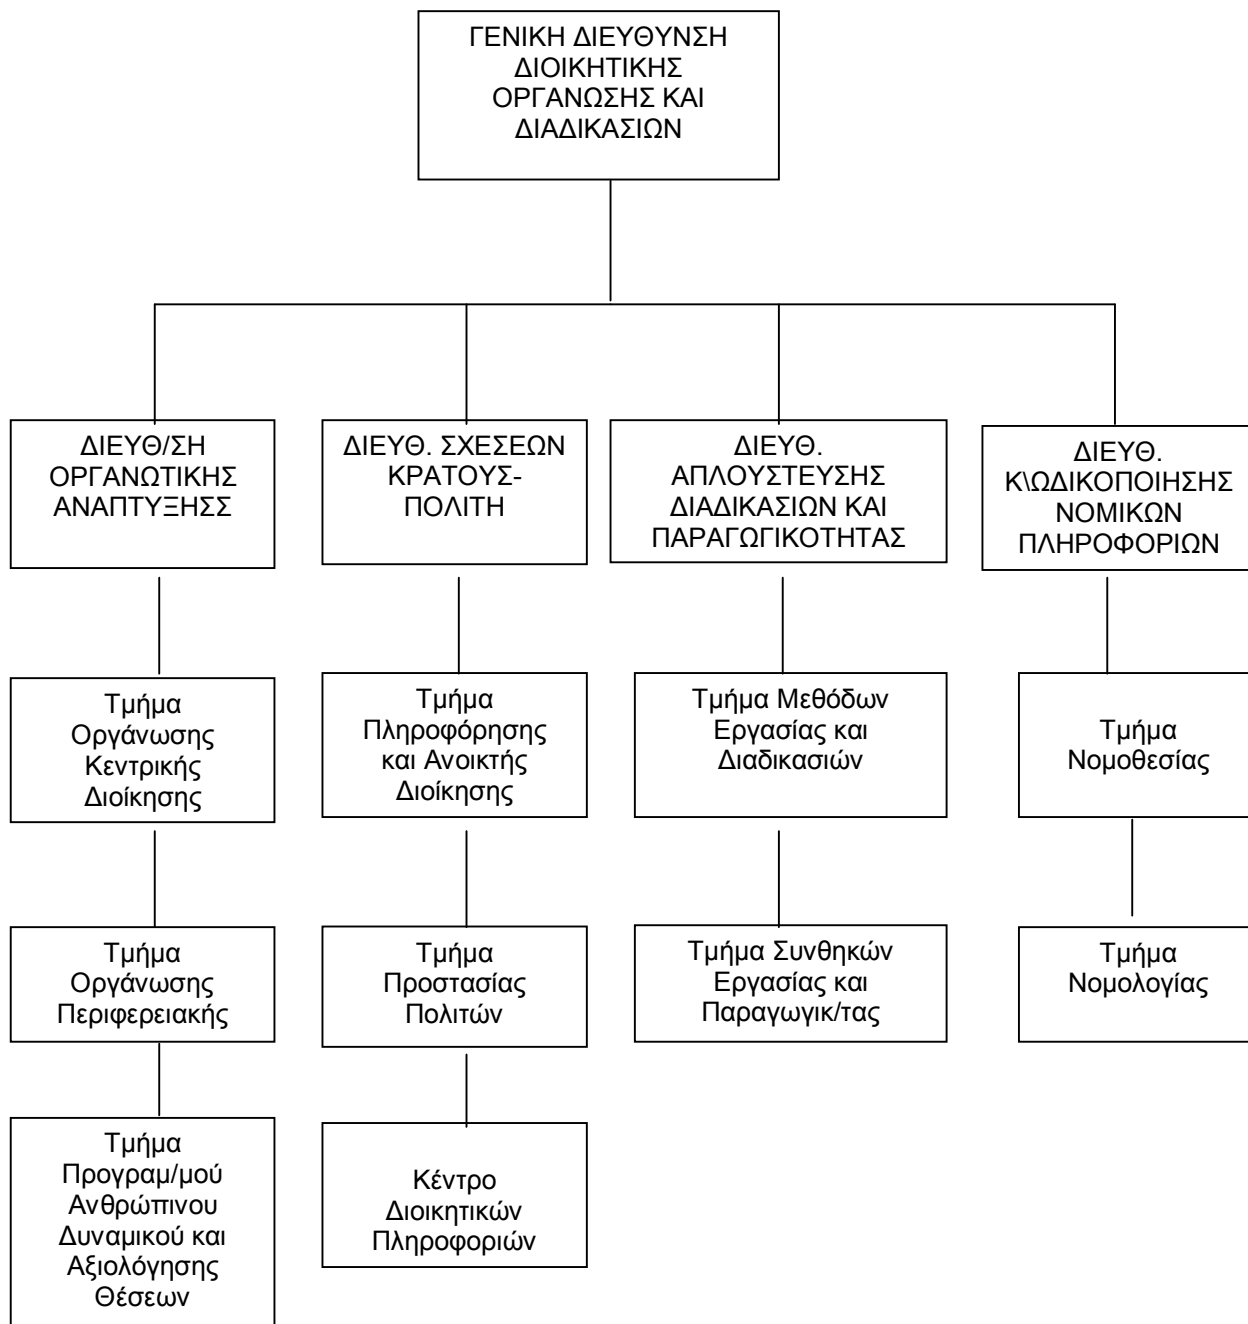 ΓΕΝΙΚΗ ΔΙΕΥΘΥΝΣΗ
ΔΙΟΙΚΗΤΙΚΗΣ
ΟΡΓΑΝΩΣΗΣ ΚΑΙ
ΔΙΑΔΙΚΑΣΙΩΝ
ΔΙΕΥΘ/ΣΗ
ΟΡΓΑΝΩΤΙΚΗΣ
ΑΝΑΠΤΥΞΗΣΣ
ΔΙΕΥΘ. ΣΧΕΣΕΩΝ
ΚΡΑΤΟΥΣ-
ΠΟΛΙΤΗ
ΔΙΕΥΘ.
ΑΠΛΟΥΣΤΕΥΣΗΣ
ΔΙΑΔΙΚΑΣΙΩΝ ΚΑΙ
ΠΑΡΑΓΩΓΙΚΟΤΗΤΑΣ
ΔΙΕΥΘ.
Κ\ΩΔΙΚΟΠΟΙΗΣΗΣ
ΝΟΜΙΚΩΝ
ΠΛΗΡΟΦΟΡΙΩΝ
Τμήμα
Οργάνωσης
Κεντρικής
Διοίκησης
Τμήμα
Πληροφόρησης
και Ανοικτής
Διοίκησης
Τμήμα Μεθόδων
Εργασίας και
Διαδικασιών
Τμήμα
Νομοθεσίας
Τμήμα
Οργάνωσης
Περιφερειακής
Τμήμα
Προστασίας
Πολιτών
Τμήμα Συνθηκών
Εργασίας και
Παραγωγικ/τας
Τμήμα
Νομολογίας
Τμήμα
Προγραμ/μού
Ανθρώπινου
Δυναμικού και
Αξιολόγησης
Θέσεων
Κέντρο
Διοικητικών
Πληροφοριών